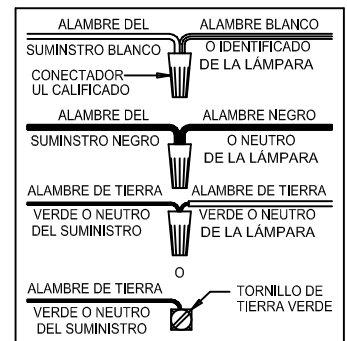 ALAMBRE DEL ALAMBRE BLANCO
SUMINSTRO BLANCO O IDENTIFICADO
DE LA LÁMPARA
CONECTADOR
UL CALIFICADO
ALAMBRE DEL ALAMBRE NEGRO
SUMINSTRO NEGRO O NEUTRO
DE LA LÁMPARA
ALAMBRE DE TIERRA ALAMBRE DE TIERRA
VERDE O NEUTRO VERDE O NEUTRO
DEL SUMINISTRO DE LA LÁMPARA
O
ALAMBRE DE TIERRA TORNILLO DE
TIERRA VERDE
VERDE O NEUTRO
DEL SUMINISTRO